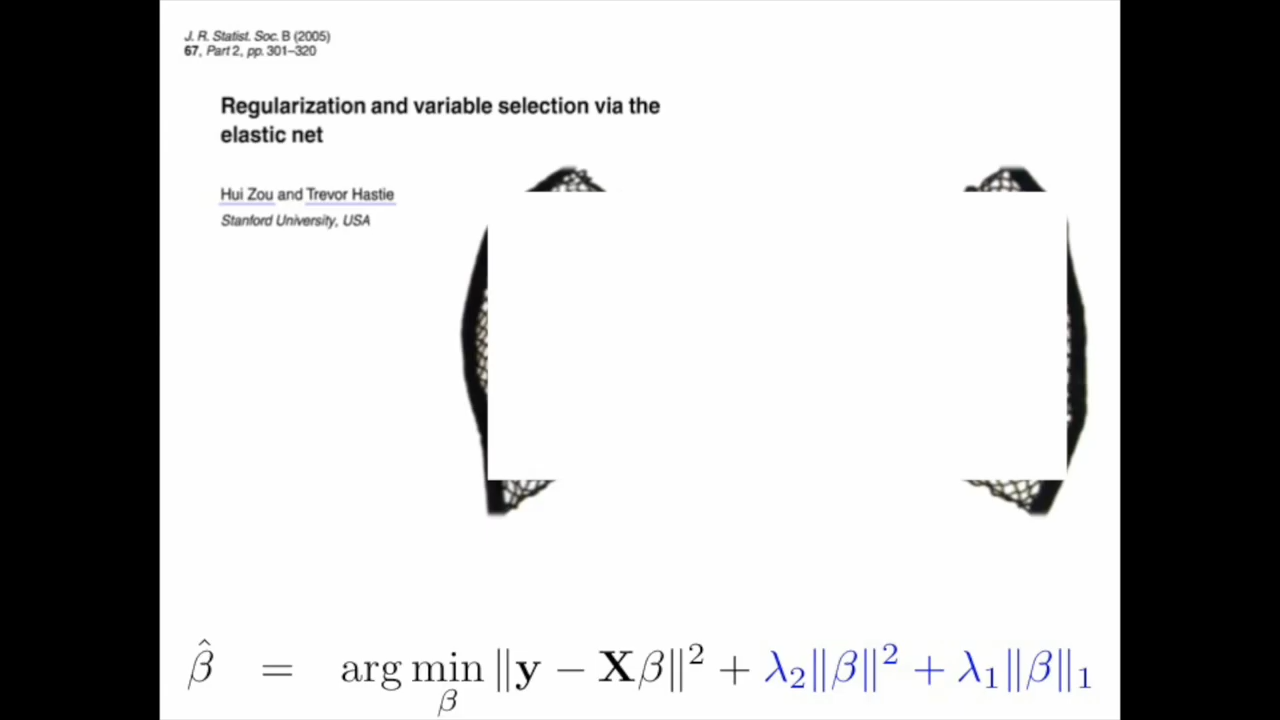 J. R. Statist. Soc. B (2005)
67, Part 2, pp. 301–320
Regularization and variable selection via the
elastic net
Hui Zou and Trevor Hastie
Stanford University, USA
β̂ = arg min ‖y − Xβ‖² + λ₂‖β‖² + λ₁‖β‖₁
β